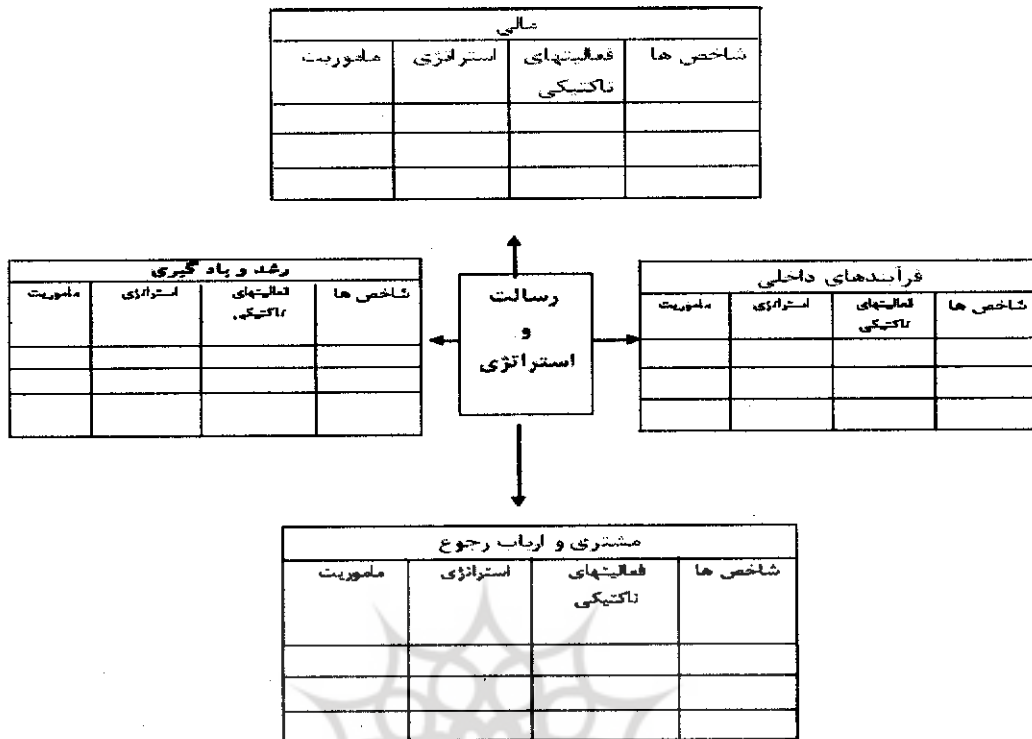 مالی
شاخص ها فعالیتهای استراتژی ماموریت
تاکتیکی
رشد و یاد گیری
شاخص ها فعالیتهای استراتژی ماموریت
تاکتیکی
رسالت
و
استراتژی
فرآیندهای داخلی
شاخص ها فعالیتهای استراتژی ماموریت
تاکتیکی
مشتری و ارباب رجوع
شاخص ها فعالیتهای استراتژی ماموریت
تاکتیکی